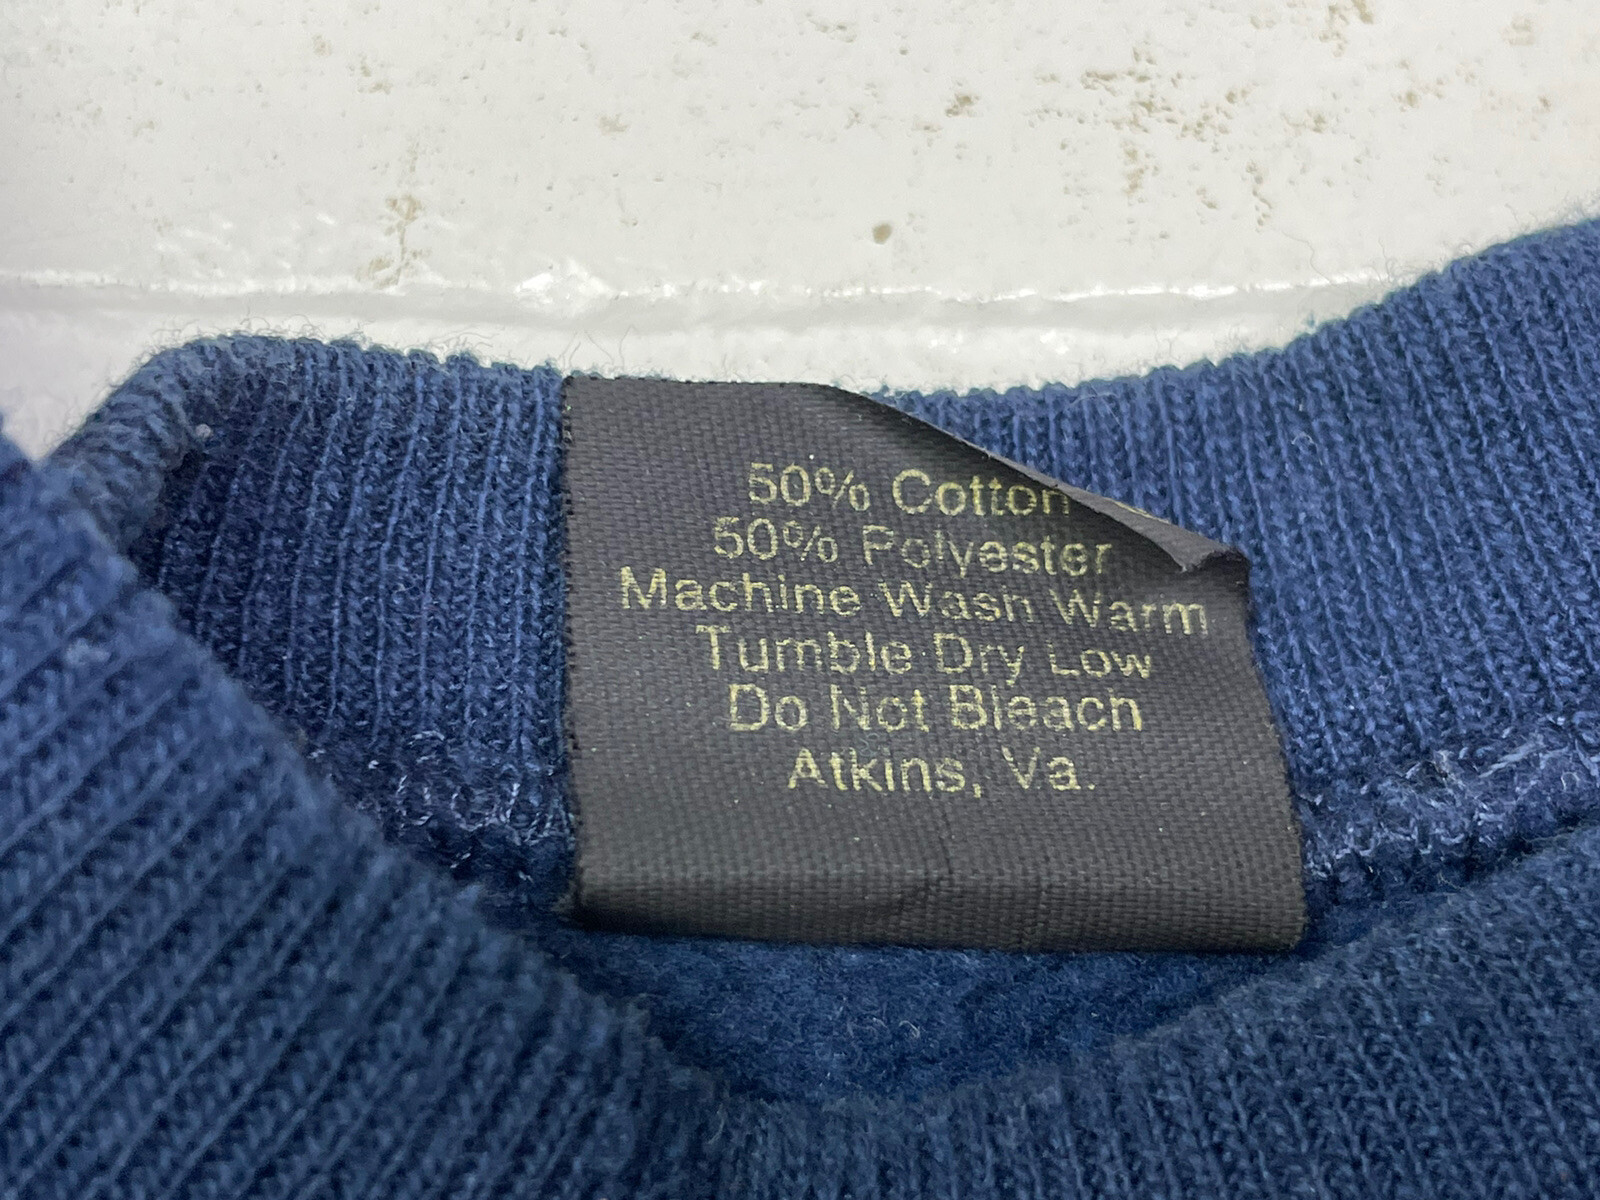 50% Cotton
50% Polyester
Machine Wash Warm
Tumble Dry Low
Do Not Bleach
Atkins, Va.